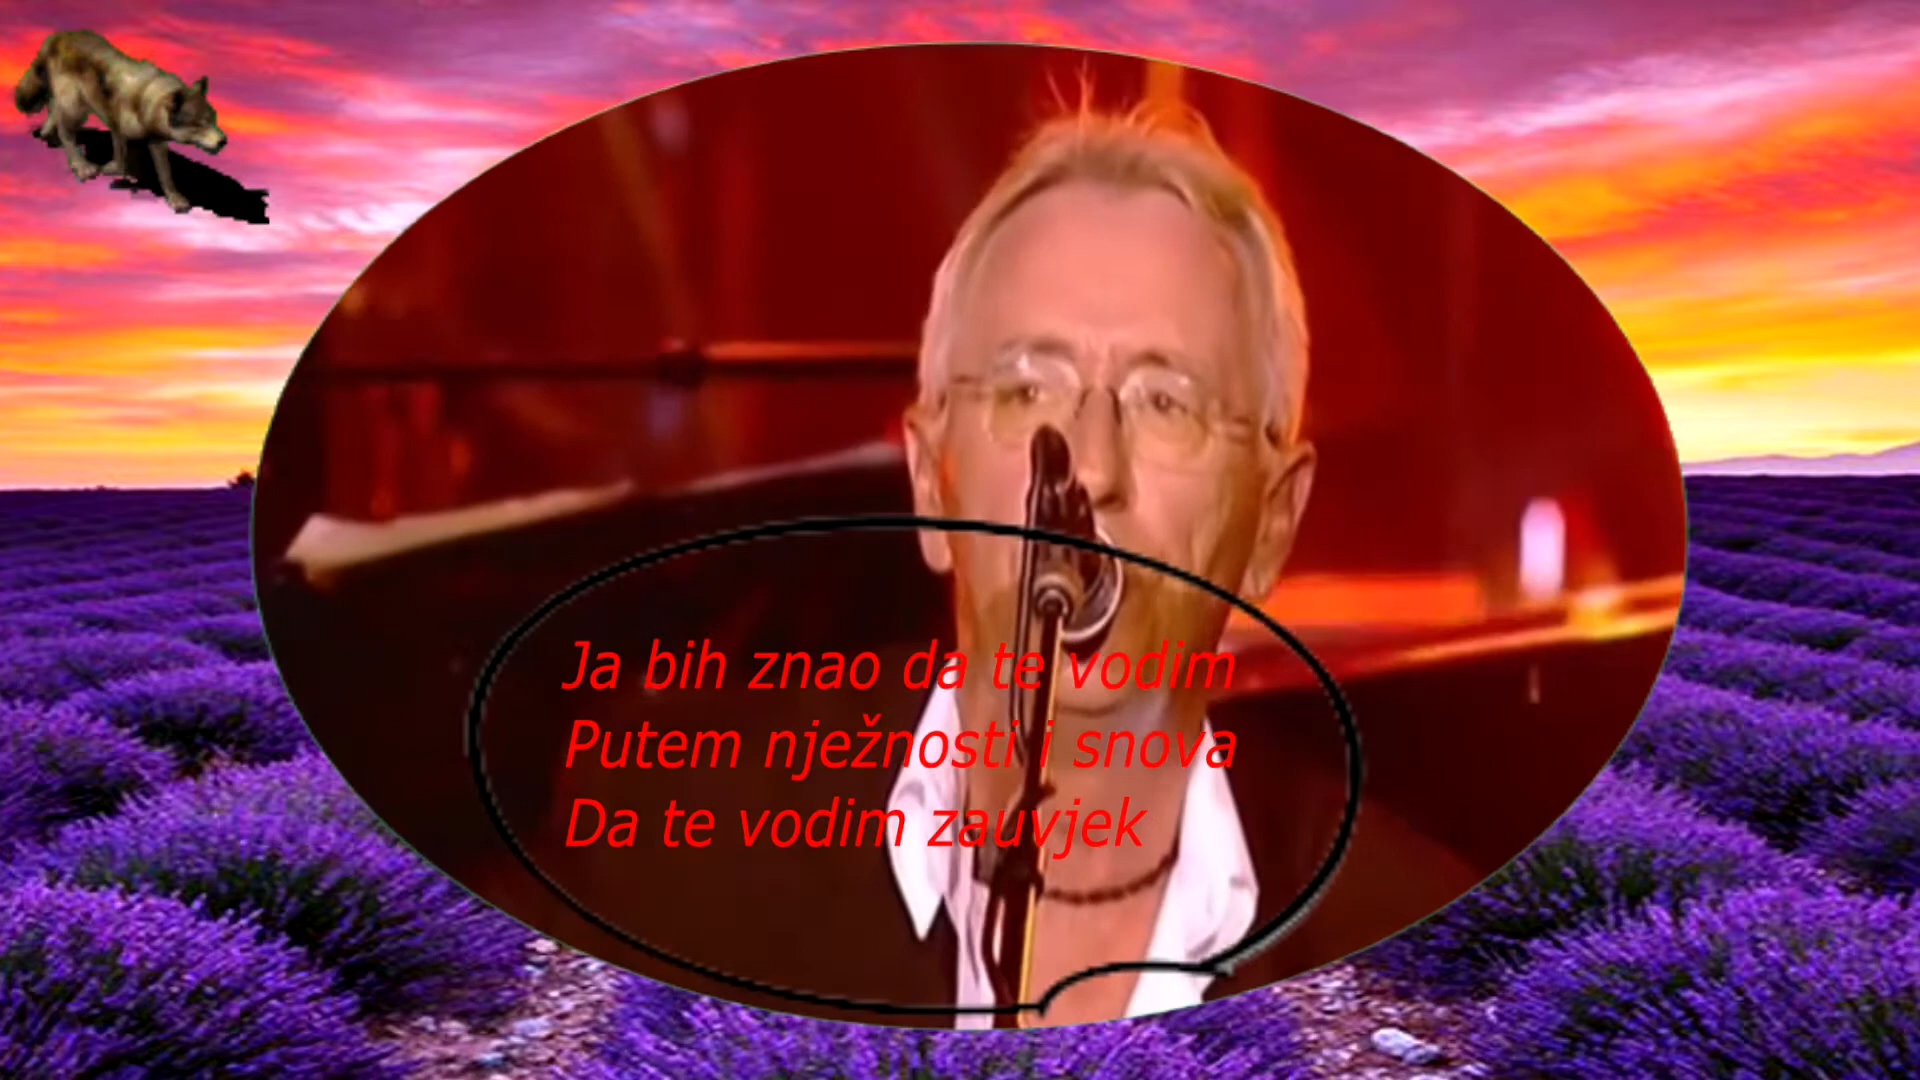 Ja bih znao da te vodim
Putem nježnosti i snova
Da te vodim zauvjek